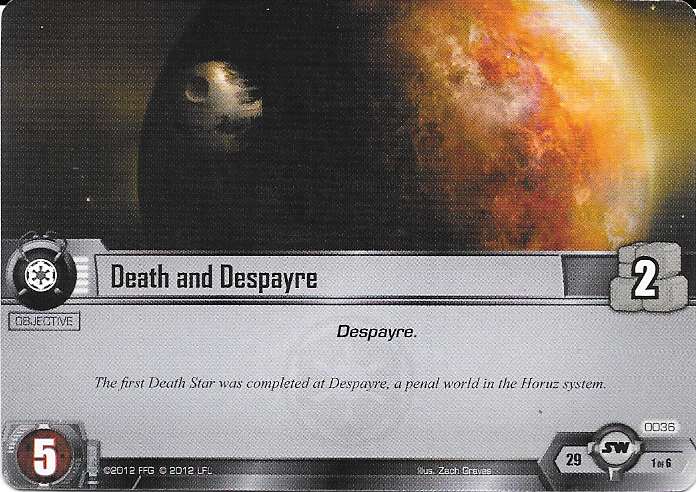 Death and Despayre
2
OBJECTIVE
Despayre.
The first Death Star was completed at Despayre, a penal world in the Horuz system.
5
©2012 FFG © 2012 LFL
Illus. Zach Graves
0036
29
SW
1 OF 6